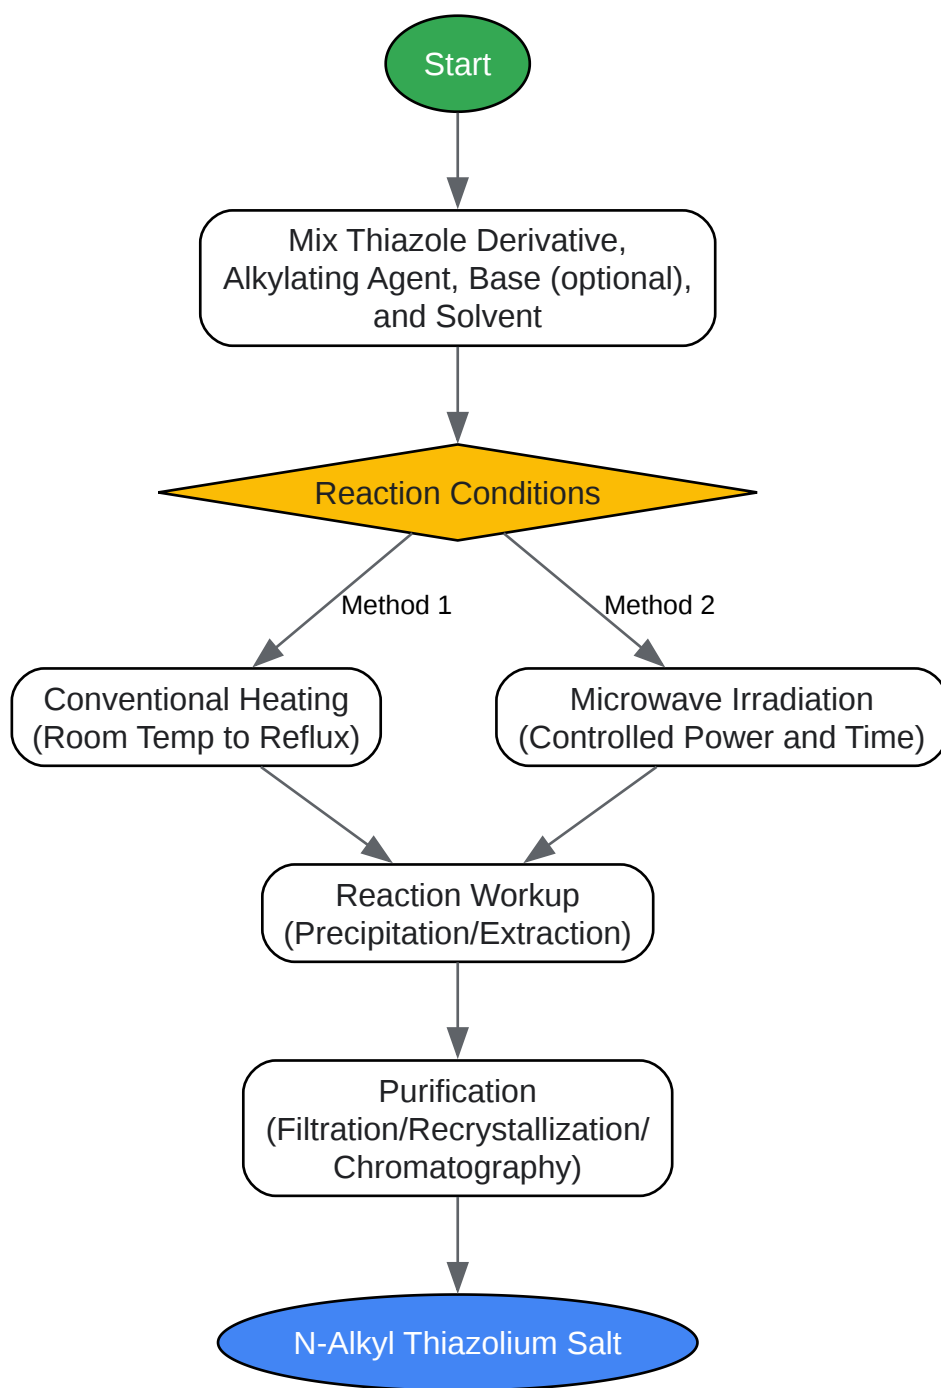 Start
Mix Thiazole Derivative,
Alkylating Agent, Base (optional),
and Solvent
Reaction Conditions
Method 1
Method 2
Conventional Heating
(Room Temp to Reflux)
Microwave Irradiation
(Controlled Power and Time)
Reaction Workup
(Precipitation/Extraction)
Purification
(Filtration/Recrystallization/
Chromatography)
N-Alkyl Thiazolium Salt